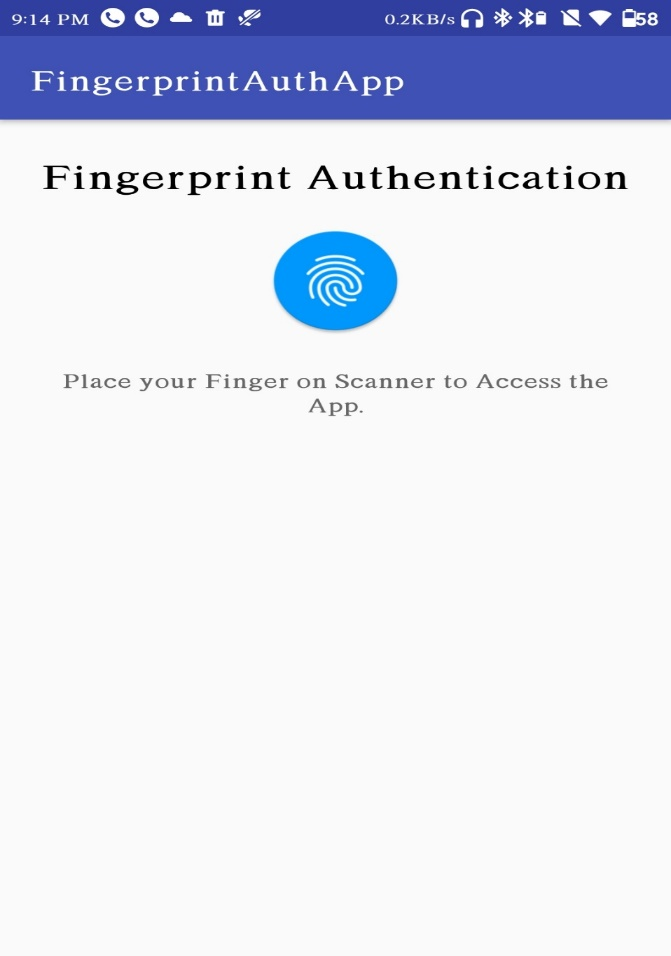 9:14 PM 0.2KB/s 58
FingerprintAuthApp
Fingerprint Authentication
Place your Finger on Scanner to Access the
App.